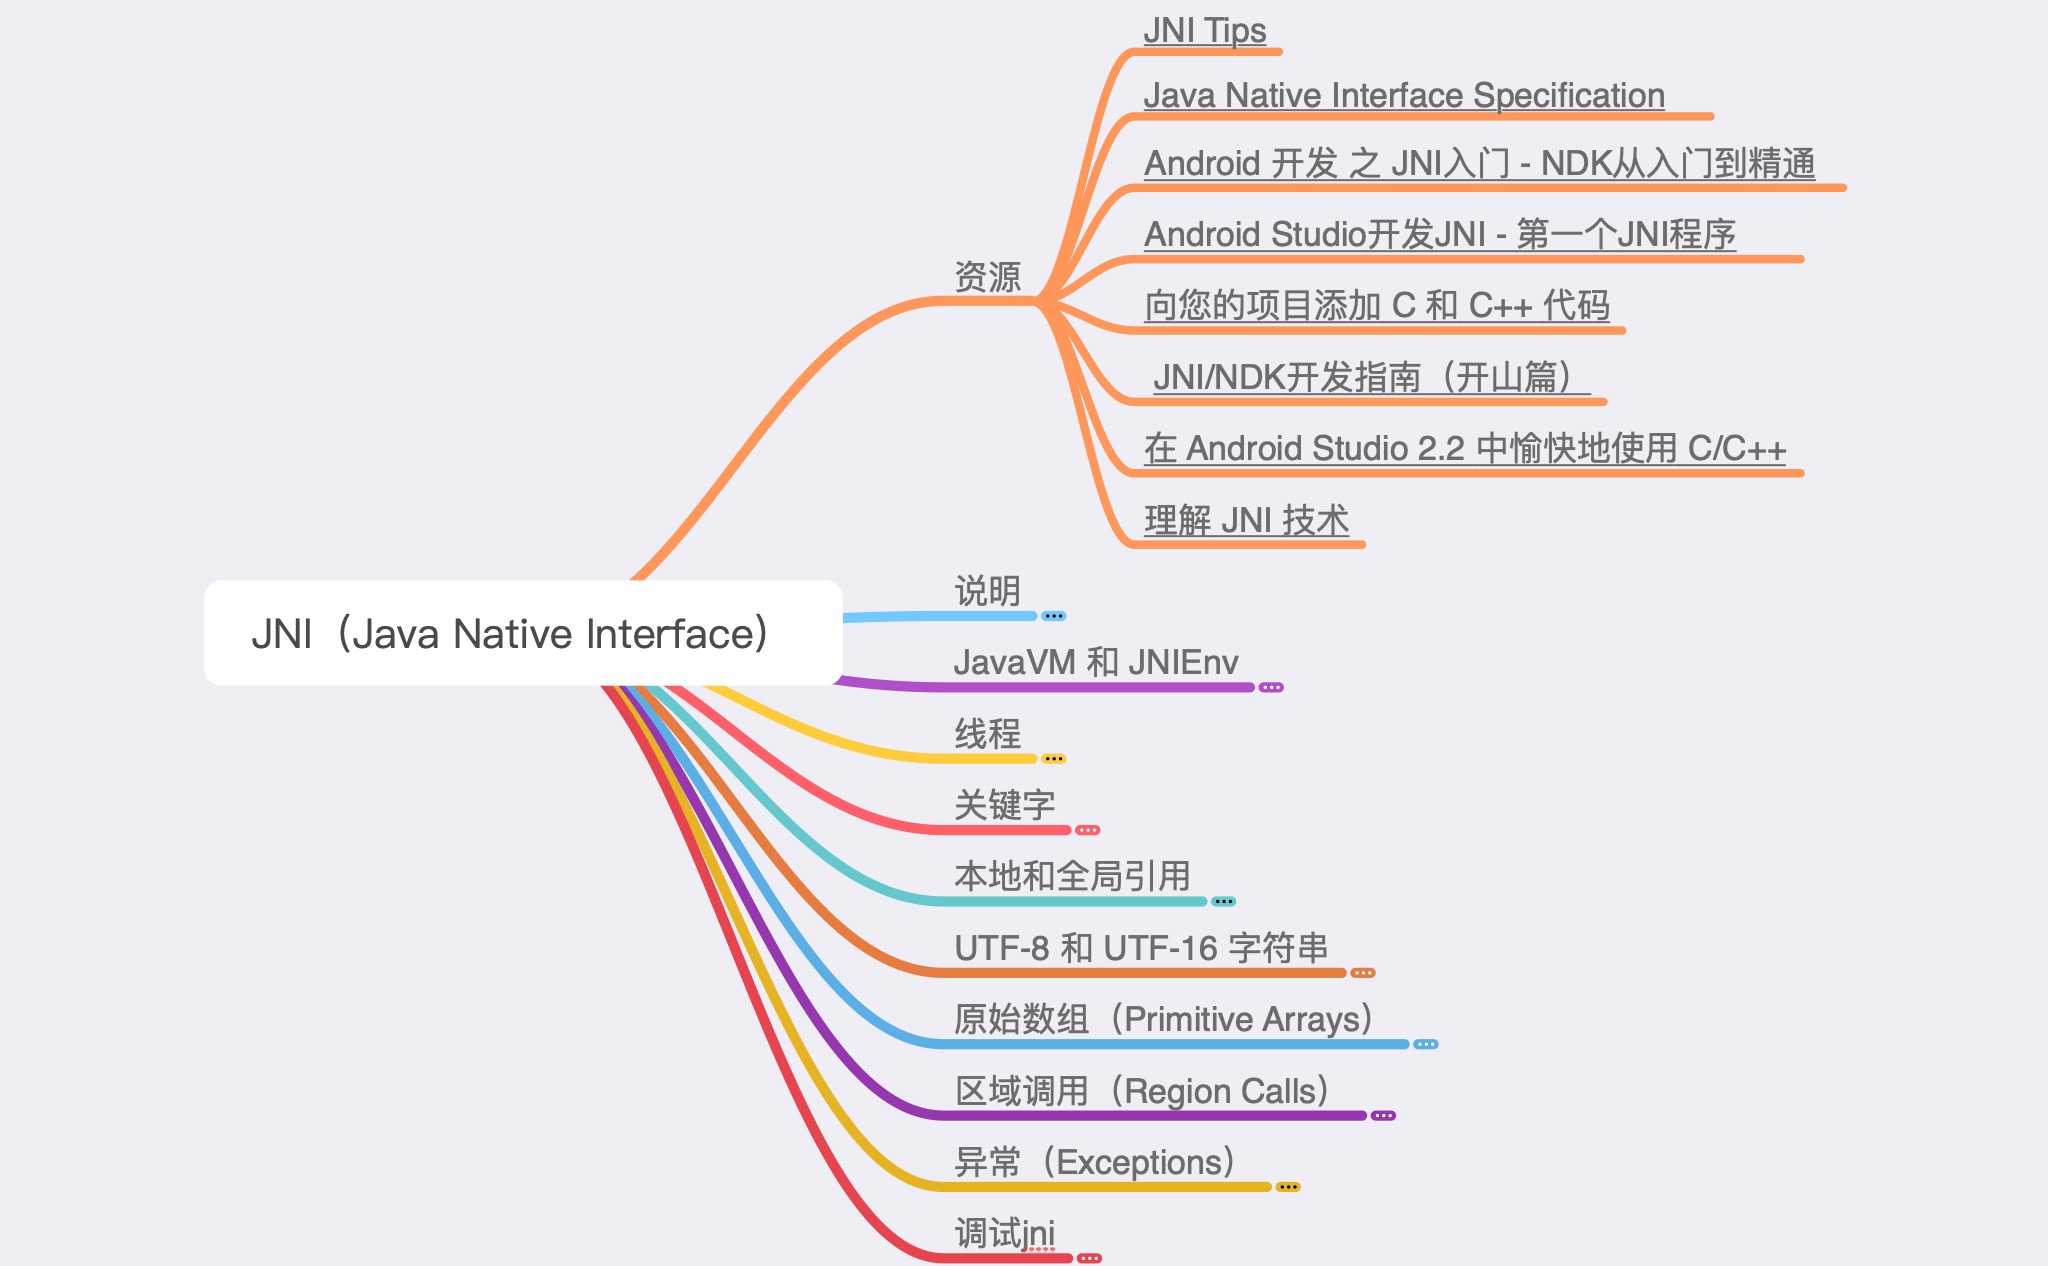 JNI Tips
Java Native Interface Specification
Android 开发 之 JNI入门 - NDK从入门到精通
Android Studio开发JNI - 第一个JNI程序
资源
向您的项目添加 C 和 C++ 代码
JNI/NDK开发指南（开山篇）
在 Android Studio 2.2 中愉快地使用 C/C++
理解 JNI 技术
说明
JNI（Java Native Interface）
JavaVM 和 JNIEnv
线程
关键字
本地和全局引用
UTF-8 和 UTF-16 字符串
原始数组（Primitive Arrays）
区域调用（Region Calls）
异常（Exceptions）
调试jni